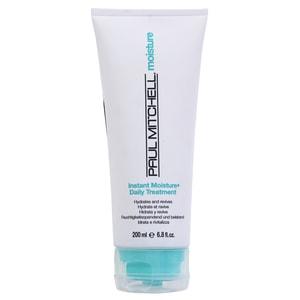 PAUL MITCHELL
moisture
Instant Moisture®
Daily Treatment
Hydrates and revives
Hydrate et ravive
Hidrata y revive
Feuchtigkeitsspendend und belebend
Idrata e rivitalizza
200 ml ℮ 6.8 fl.oz.